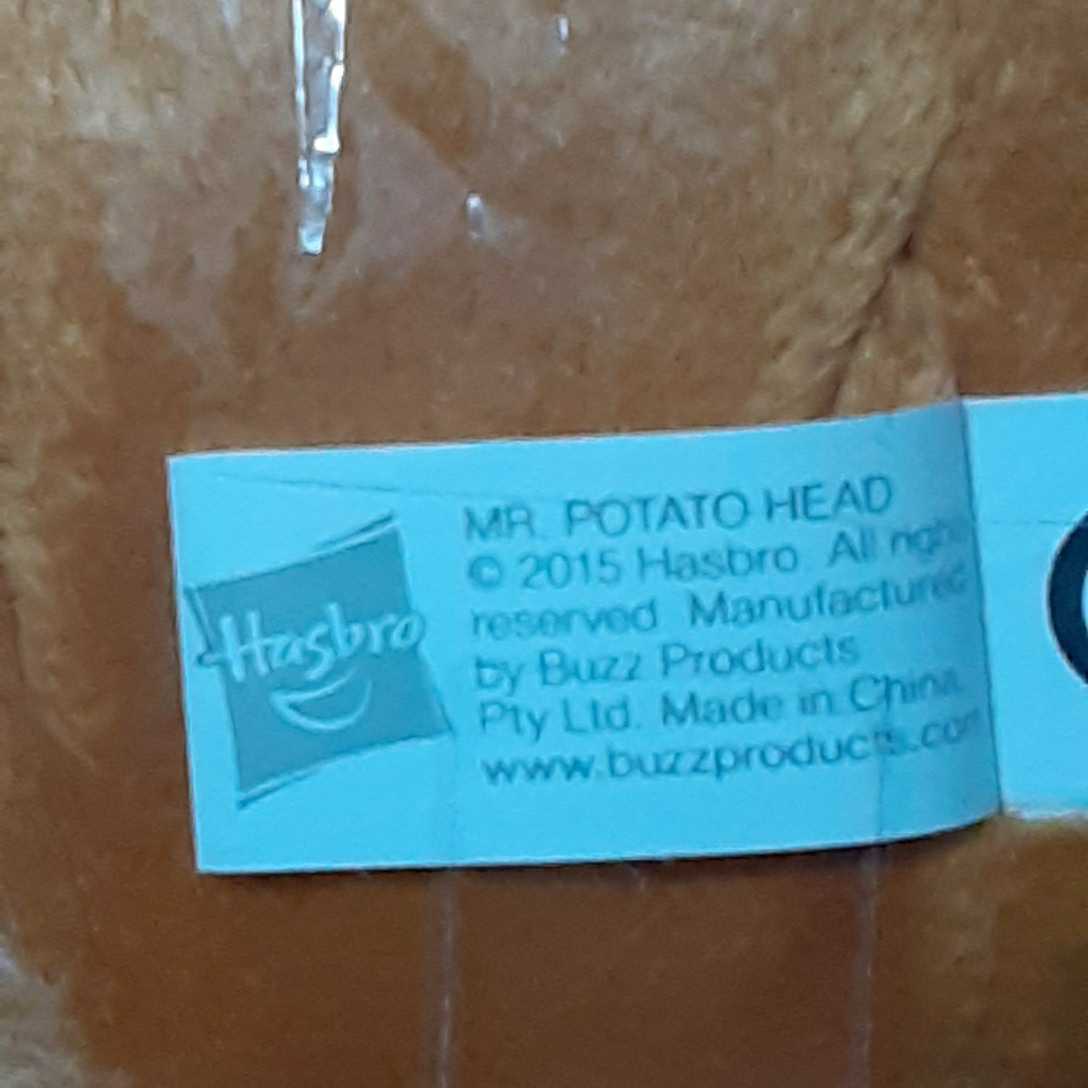 Hasbro
MR. POTATO HEAD
© 2015 Hasbro. All righ
reserved. Manufactured
by Buzz Products
Pty Ltd. Made in China.
www.buzzproducts.com